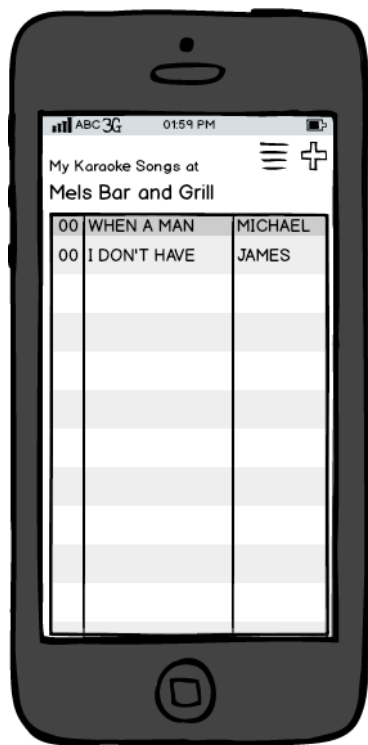 ABC 3G 01:59 PM
My Karaoke Songs at
Mels Bar and Grill
00 WHEN A MAN MICHAEL
00 I DON'T HAVE JAMES